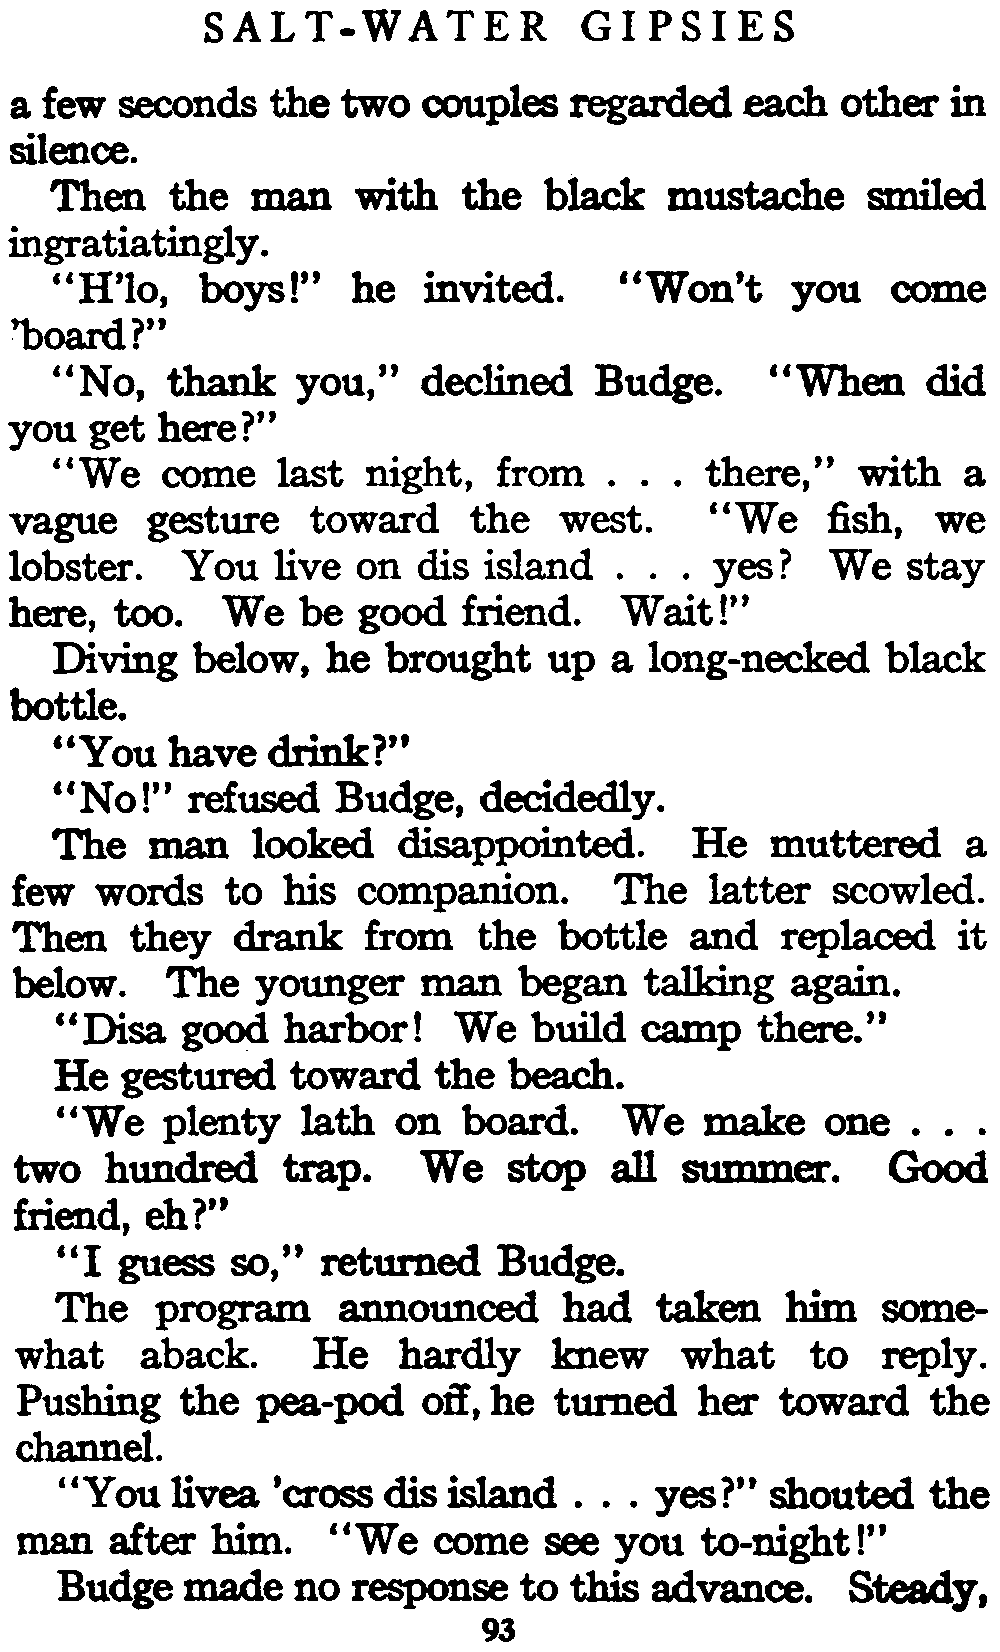 SALT-WATER GIPSIES
a few seconds the two couples regarded each other in
silence.
Then the man with the black mustache smiled
ingratiatingly.
"H'lo, boys!" he invited. "Won't you come
'board?"
"No, thank you," declined Budge. "When did
you get here?"
"We come last night, from . . . there," with a
vague gesture toward the west. "We fish, we
lobster. You live on dis island . . . yes? We stay
here, too. We be good friend. Wait!"
Diving below, he brought up a long-necked black
bottle.
"You have drink?"
"No!" refused Budge, decidedly.
The man looked disappointed. He muttered a
few words to his companion. The latter scowled.
Then they drank from the bottle and replaced it
below. The younger man began talking again.
"Disa good harbor! We build camp there."
He gestured toward the beach.
"We plenty lath on board. We make one . . .
two hundred trap. We stop all summer. Good
friend, eh?"
"I guess so," returned Budge.
The program announced had taken him some-
what aback. He hardly knew what to reply.
Pushing the pea-pod off, he turned her toward the
channel.
"You livea 'cross dis island . . . yes?" shouted the
man after him. "We come see you to-night!"
Budge made no response to this advance. Steady,
93